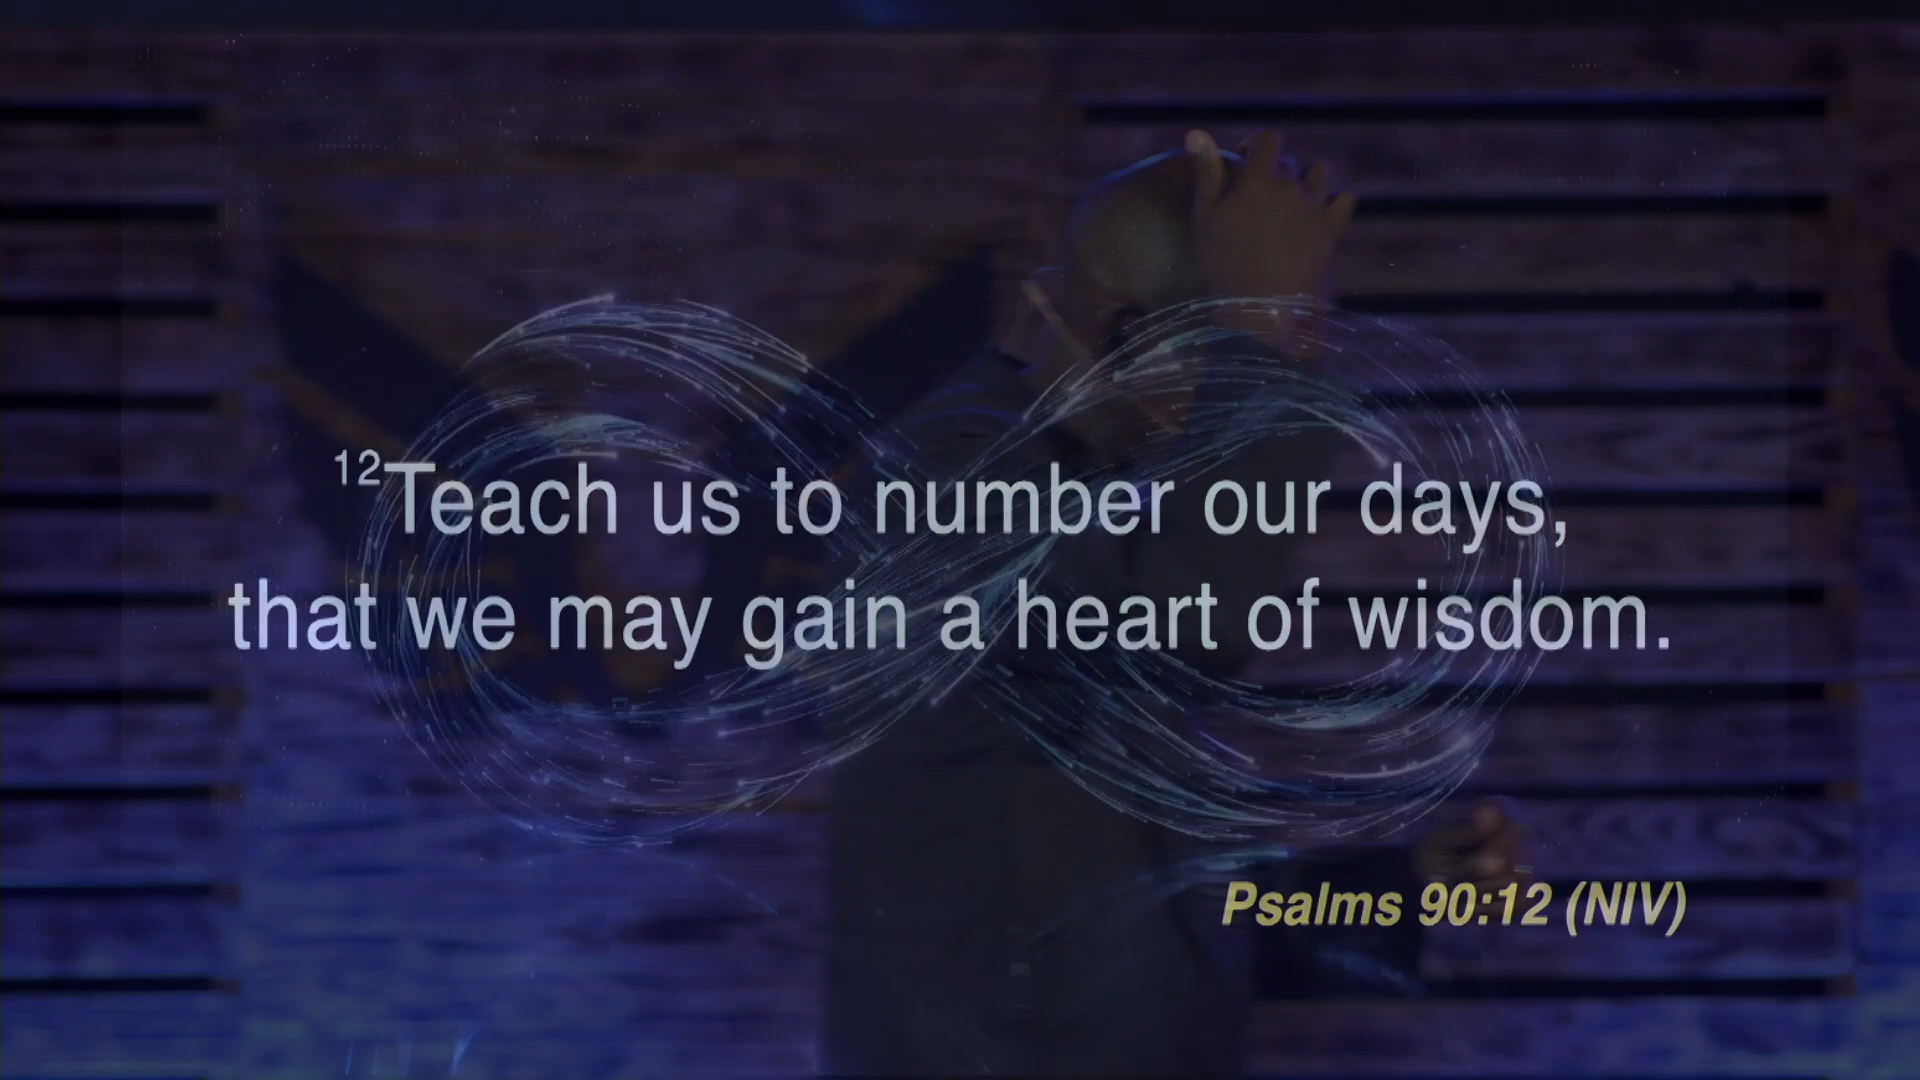 12Teach us to number our days,
that we may gain a heart of wisdom.
Psalms 90:12 (NIV)